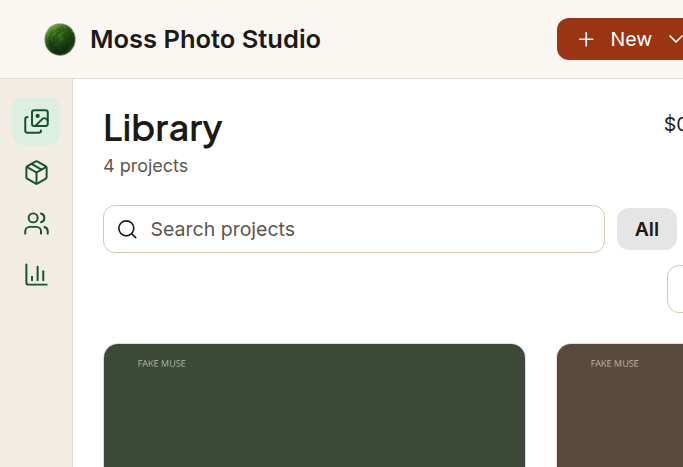 Moss Photo Studio
New
Library
4 projects
Search projects
All
FAKE MUSE
FAKE MUSE